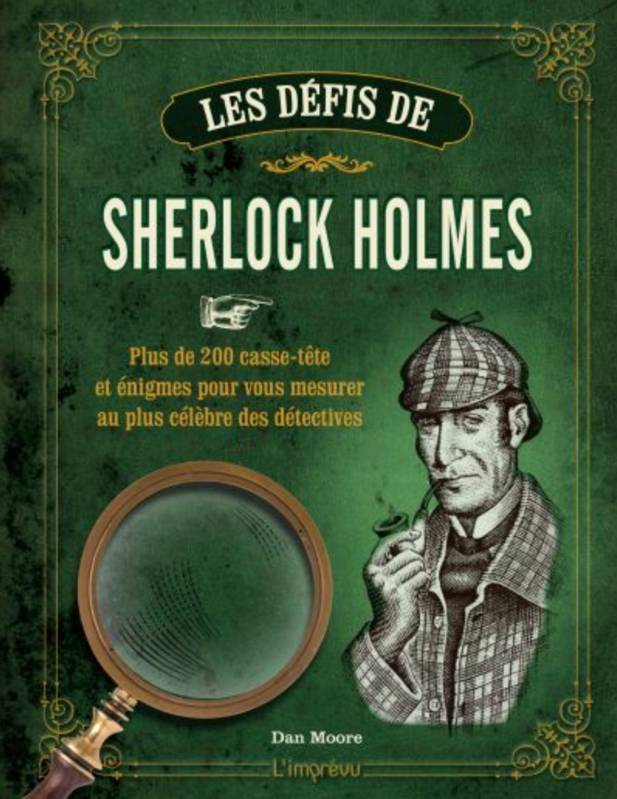 LES DÉFIS DE
SHERLOCK HOLMES
Plus de 200 casse-tête
et énigmes pour vous mesurer
au plus célèbre des détectives
Dan Moore
L'imprévu